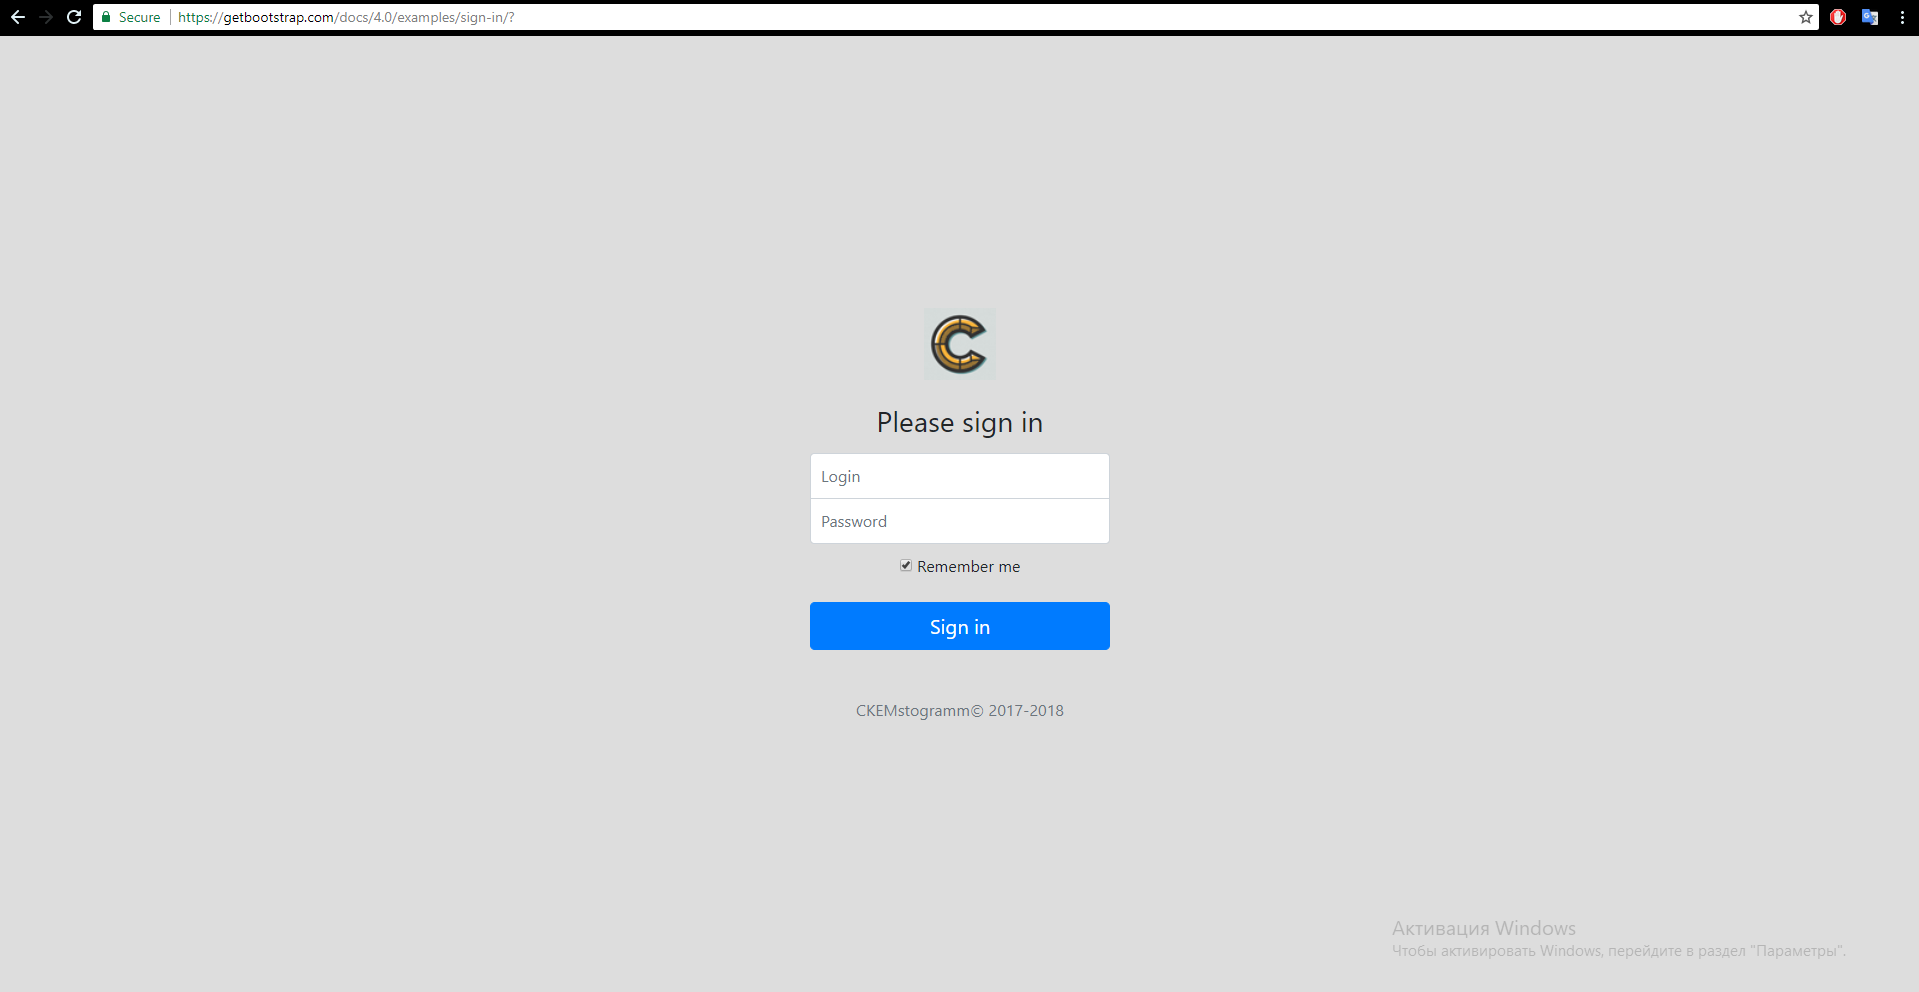 Secure https://getbootstrap.com/docs/4.0/examples/sign-in/?
C
Please sign in
Login
Password
Remember me
Sign in
CKEMstogramm© 2017-2018
Активация Windows
Чтобы активировать Windows, перейдите в раздел "Параметры".